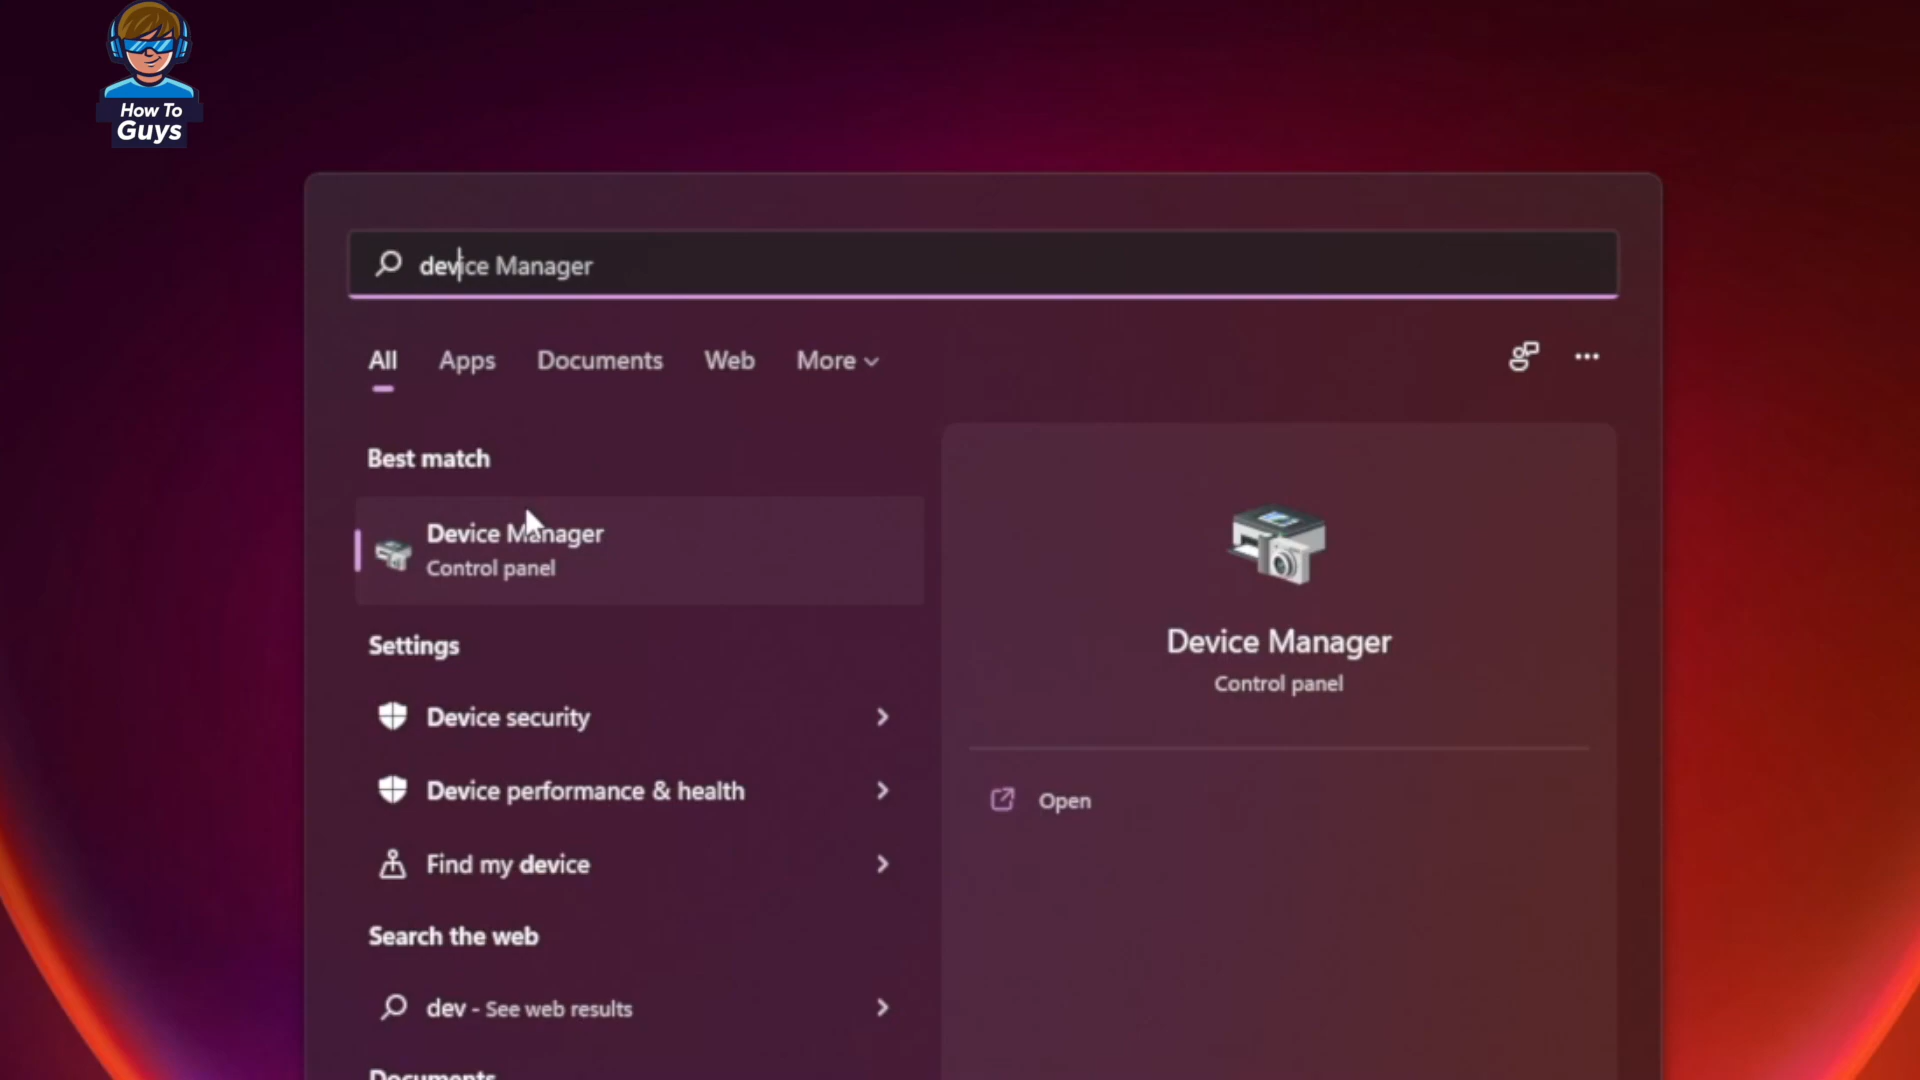 How To
Guys
device Manager
All Apps Documents Web More
Best match
Device Manager
Control panel
Settings
Device security
Device performance & health
Find my device
Search the web
dev - See web results
Documents
Device Manager
Control panel
Open